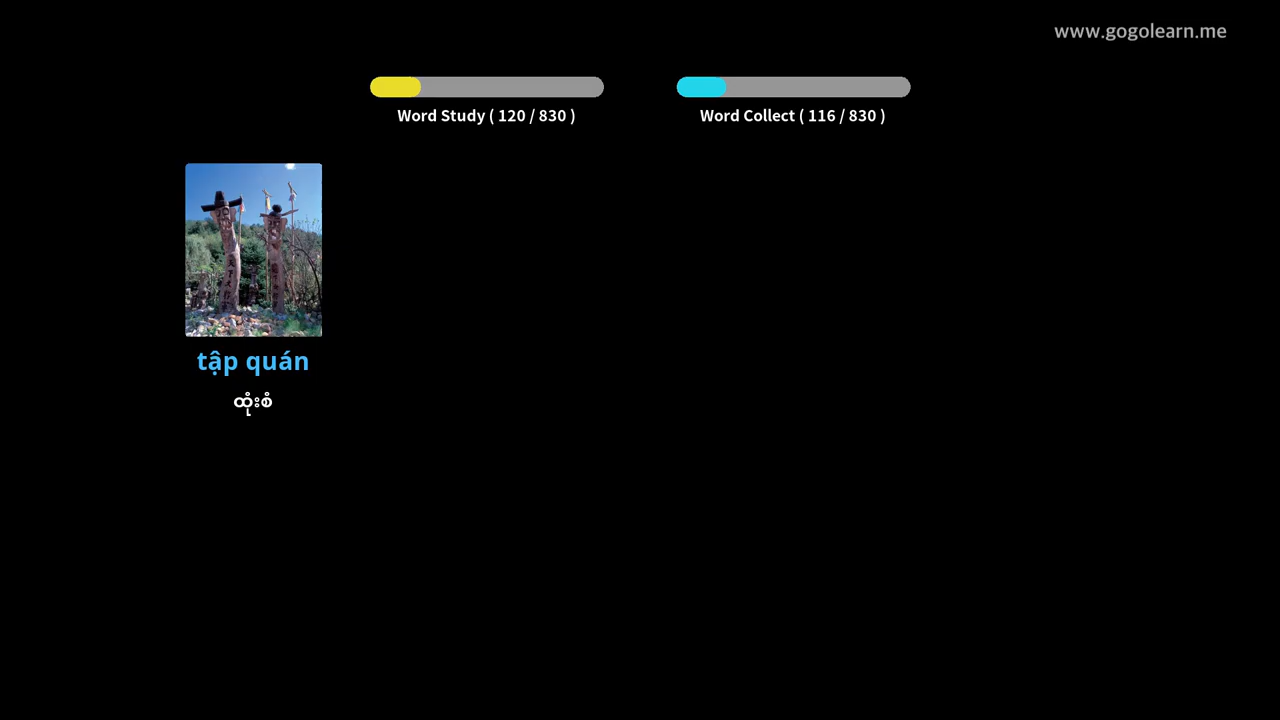 www.gogolearn.me
Word Study ( 120 / 830 )
Word Collect ( 116 / 830 )
tập quán
ထုံးစံ